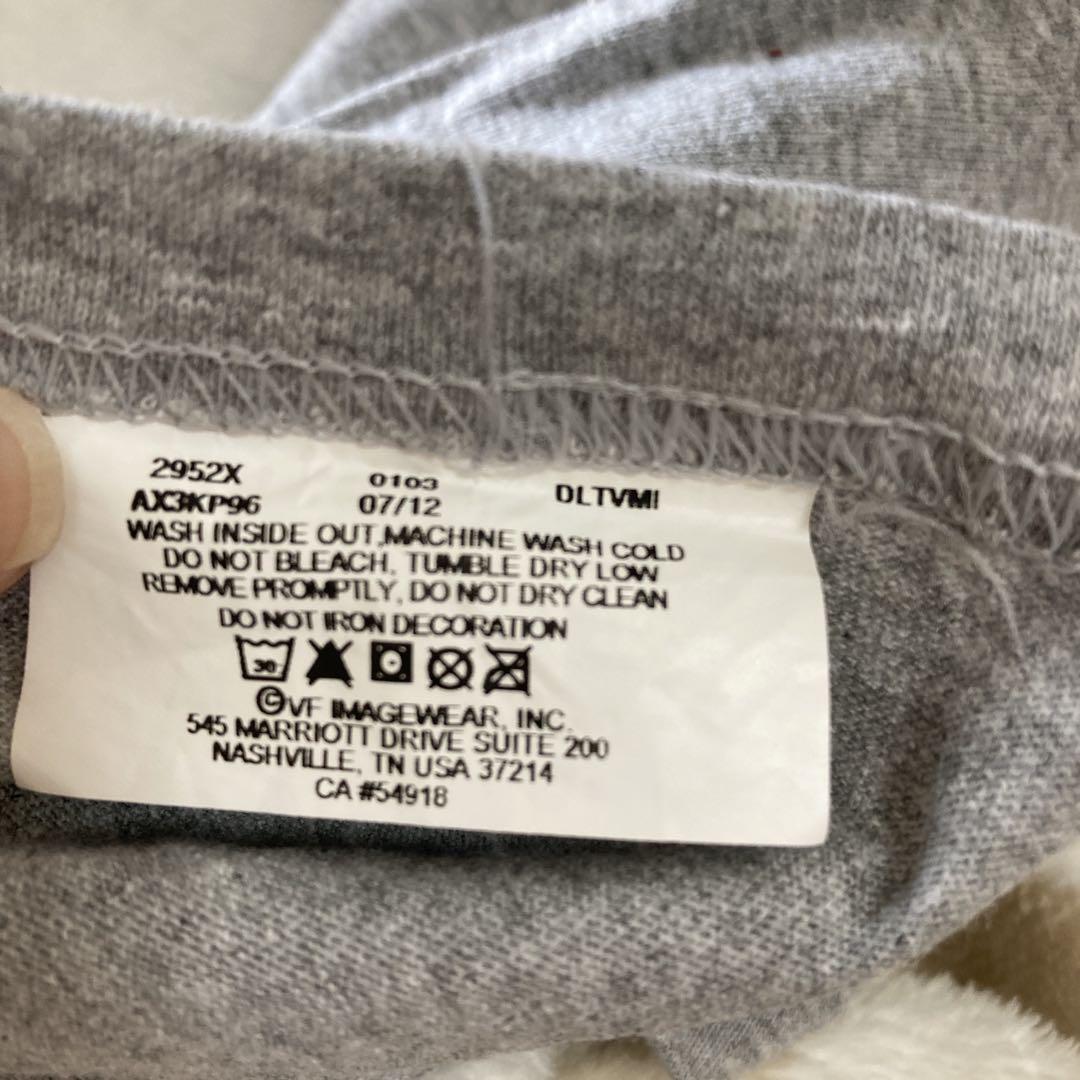 2952X 0103 DLTVMI
AX3KP96 07/12
WASH INSIDE OUT,MACHINE WASH COLD
DO NOT BLEACH, TUMBLE DRY LOW
REMOVE PROMPTLY, DO NOT DRY CLEAN
DO NOT IRON DECORATION
30
©VF IMAGEWEAR, INC.
545 MARRIOTT DRIVE SUITE 200
NASHVILLE, TN USA 37214
CA #54918